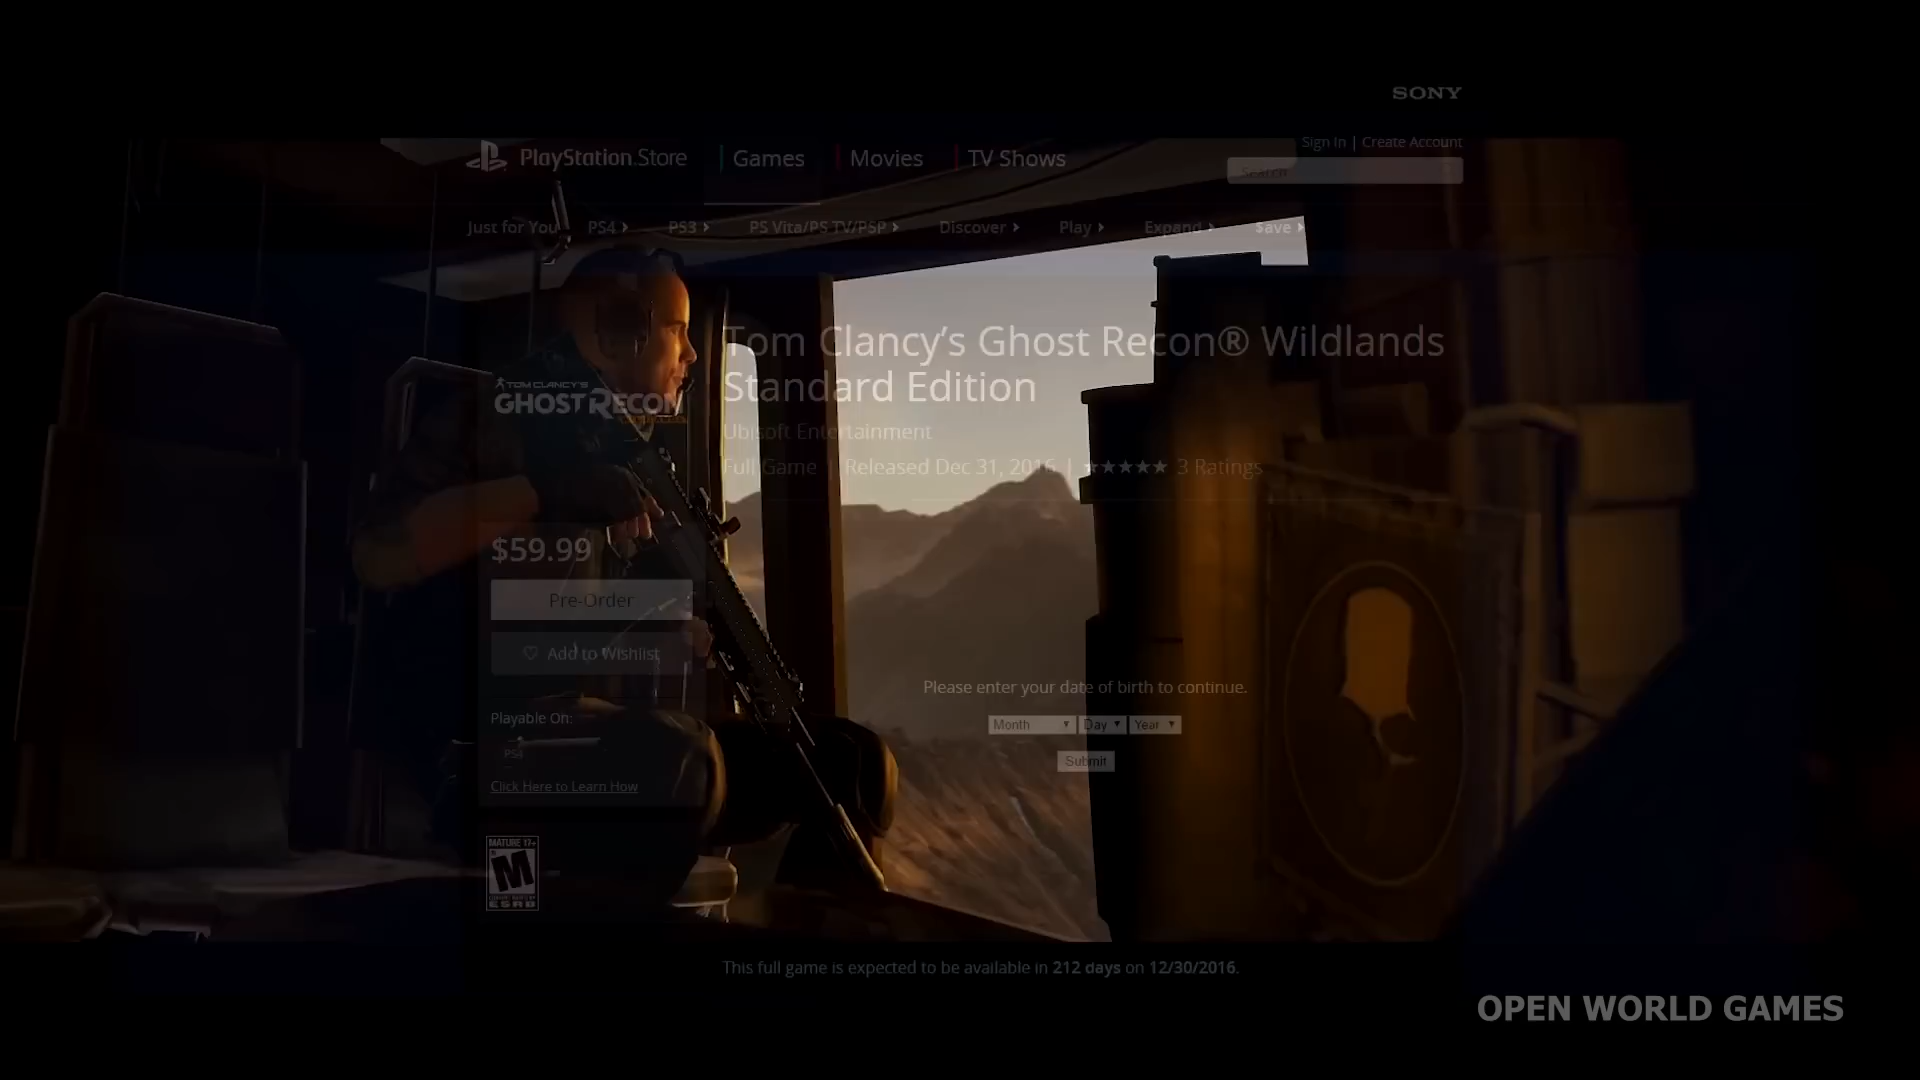 SONY
Sign In | Create Account
PlayStation.Store
Games
Movies
TV Shows
Search
Just for You
PS4
PS3
PS Vita/PS TV/PSP
Discover
Play
Expand
Save
Tom Clancy’s Ghost Recon® Wildlands
Standard Edition
TOM CLANCY'S
GHOST RECON
Ubisoft Entertainment
Full Game | Released Dec 31, 2016 | ★★★★★ 3 Ratings
$59.99
Pre-Order
Add to Wishlist
Please enter your date of birth to continue.
Month
Day
Year
Submit
Playable On:
PS4
Click Here to Learn How
MATURE 17+
M
ESRB
This full game is expected to be available in 212 days on 12/30/2016.
OPEN WORLD GAMES